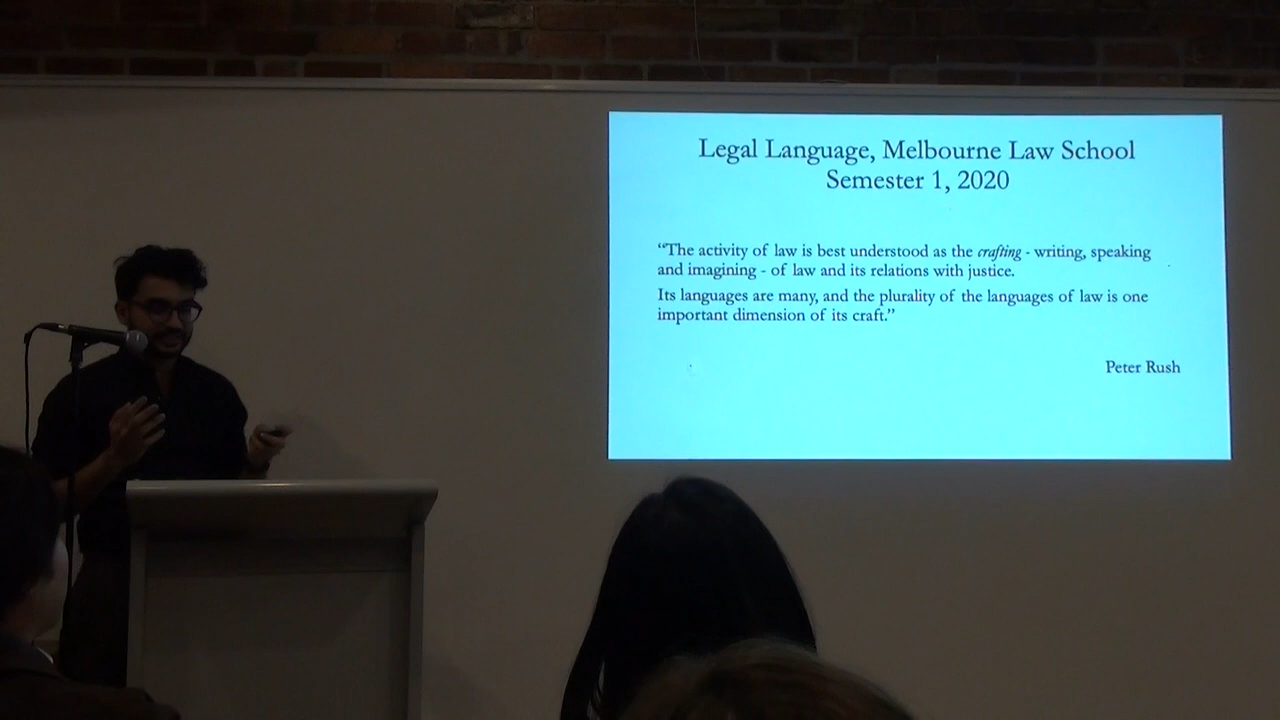 Legal Language, Melbourne Law School
Semester 1, 2020
“The activity of law is best understood as the crafting - writing, speaking
and imagining - of law and its relations with justice.
Its languages are many, and the plurality of the languages of law is one
important dimension of its craft.”
Peter Rush